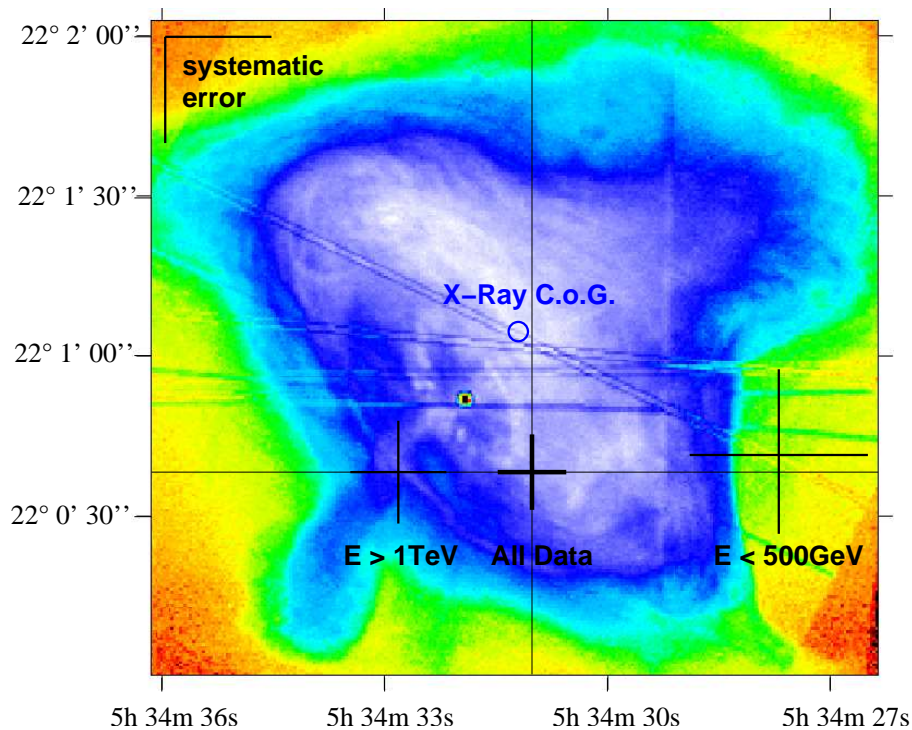 22° 2' 00''
systematic
error
22° 1' 30''
X−Ray C.o.G.
22° 1' 00''
22° 0' 30''
E > 1TeV All Data E < 500GeV
5h 34m 36s 5h 34m 33s 5h 34m 30s 5h 34m 27s